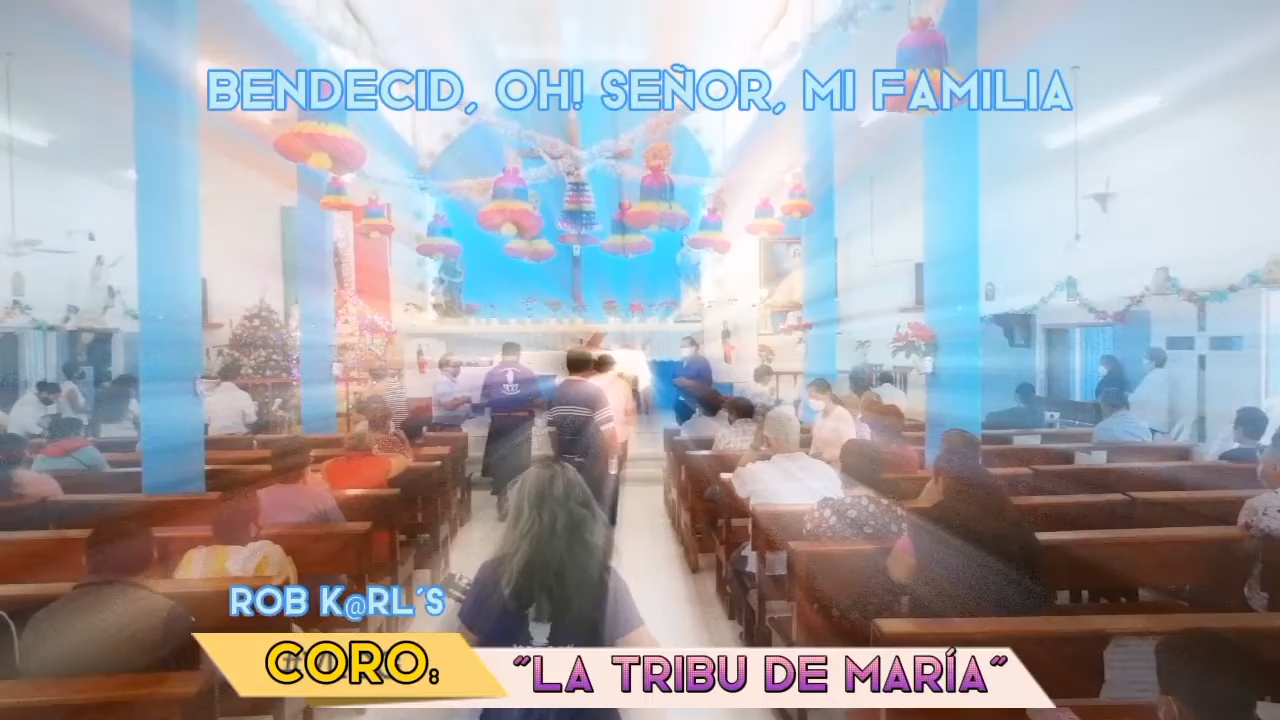 BENDECID, OH! SEÑOR, MI FAMILIA
ROB K@RL´S
CORO:
"LA TRIBU DE MARÍA"